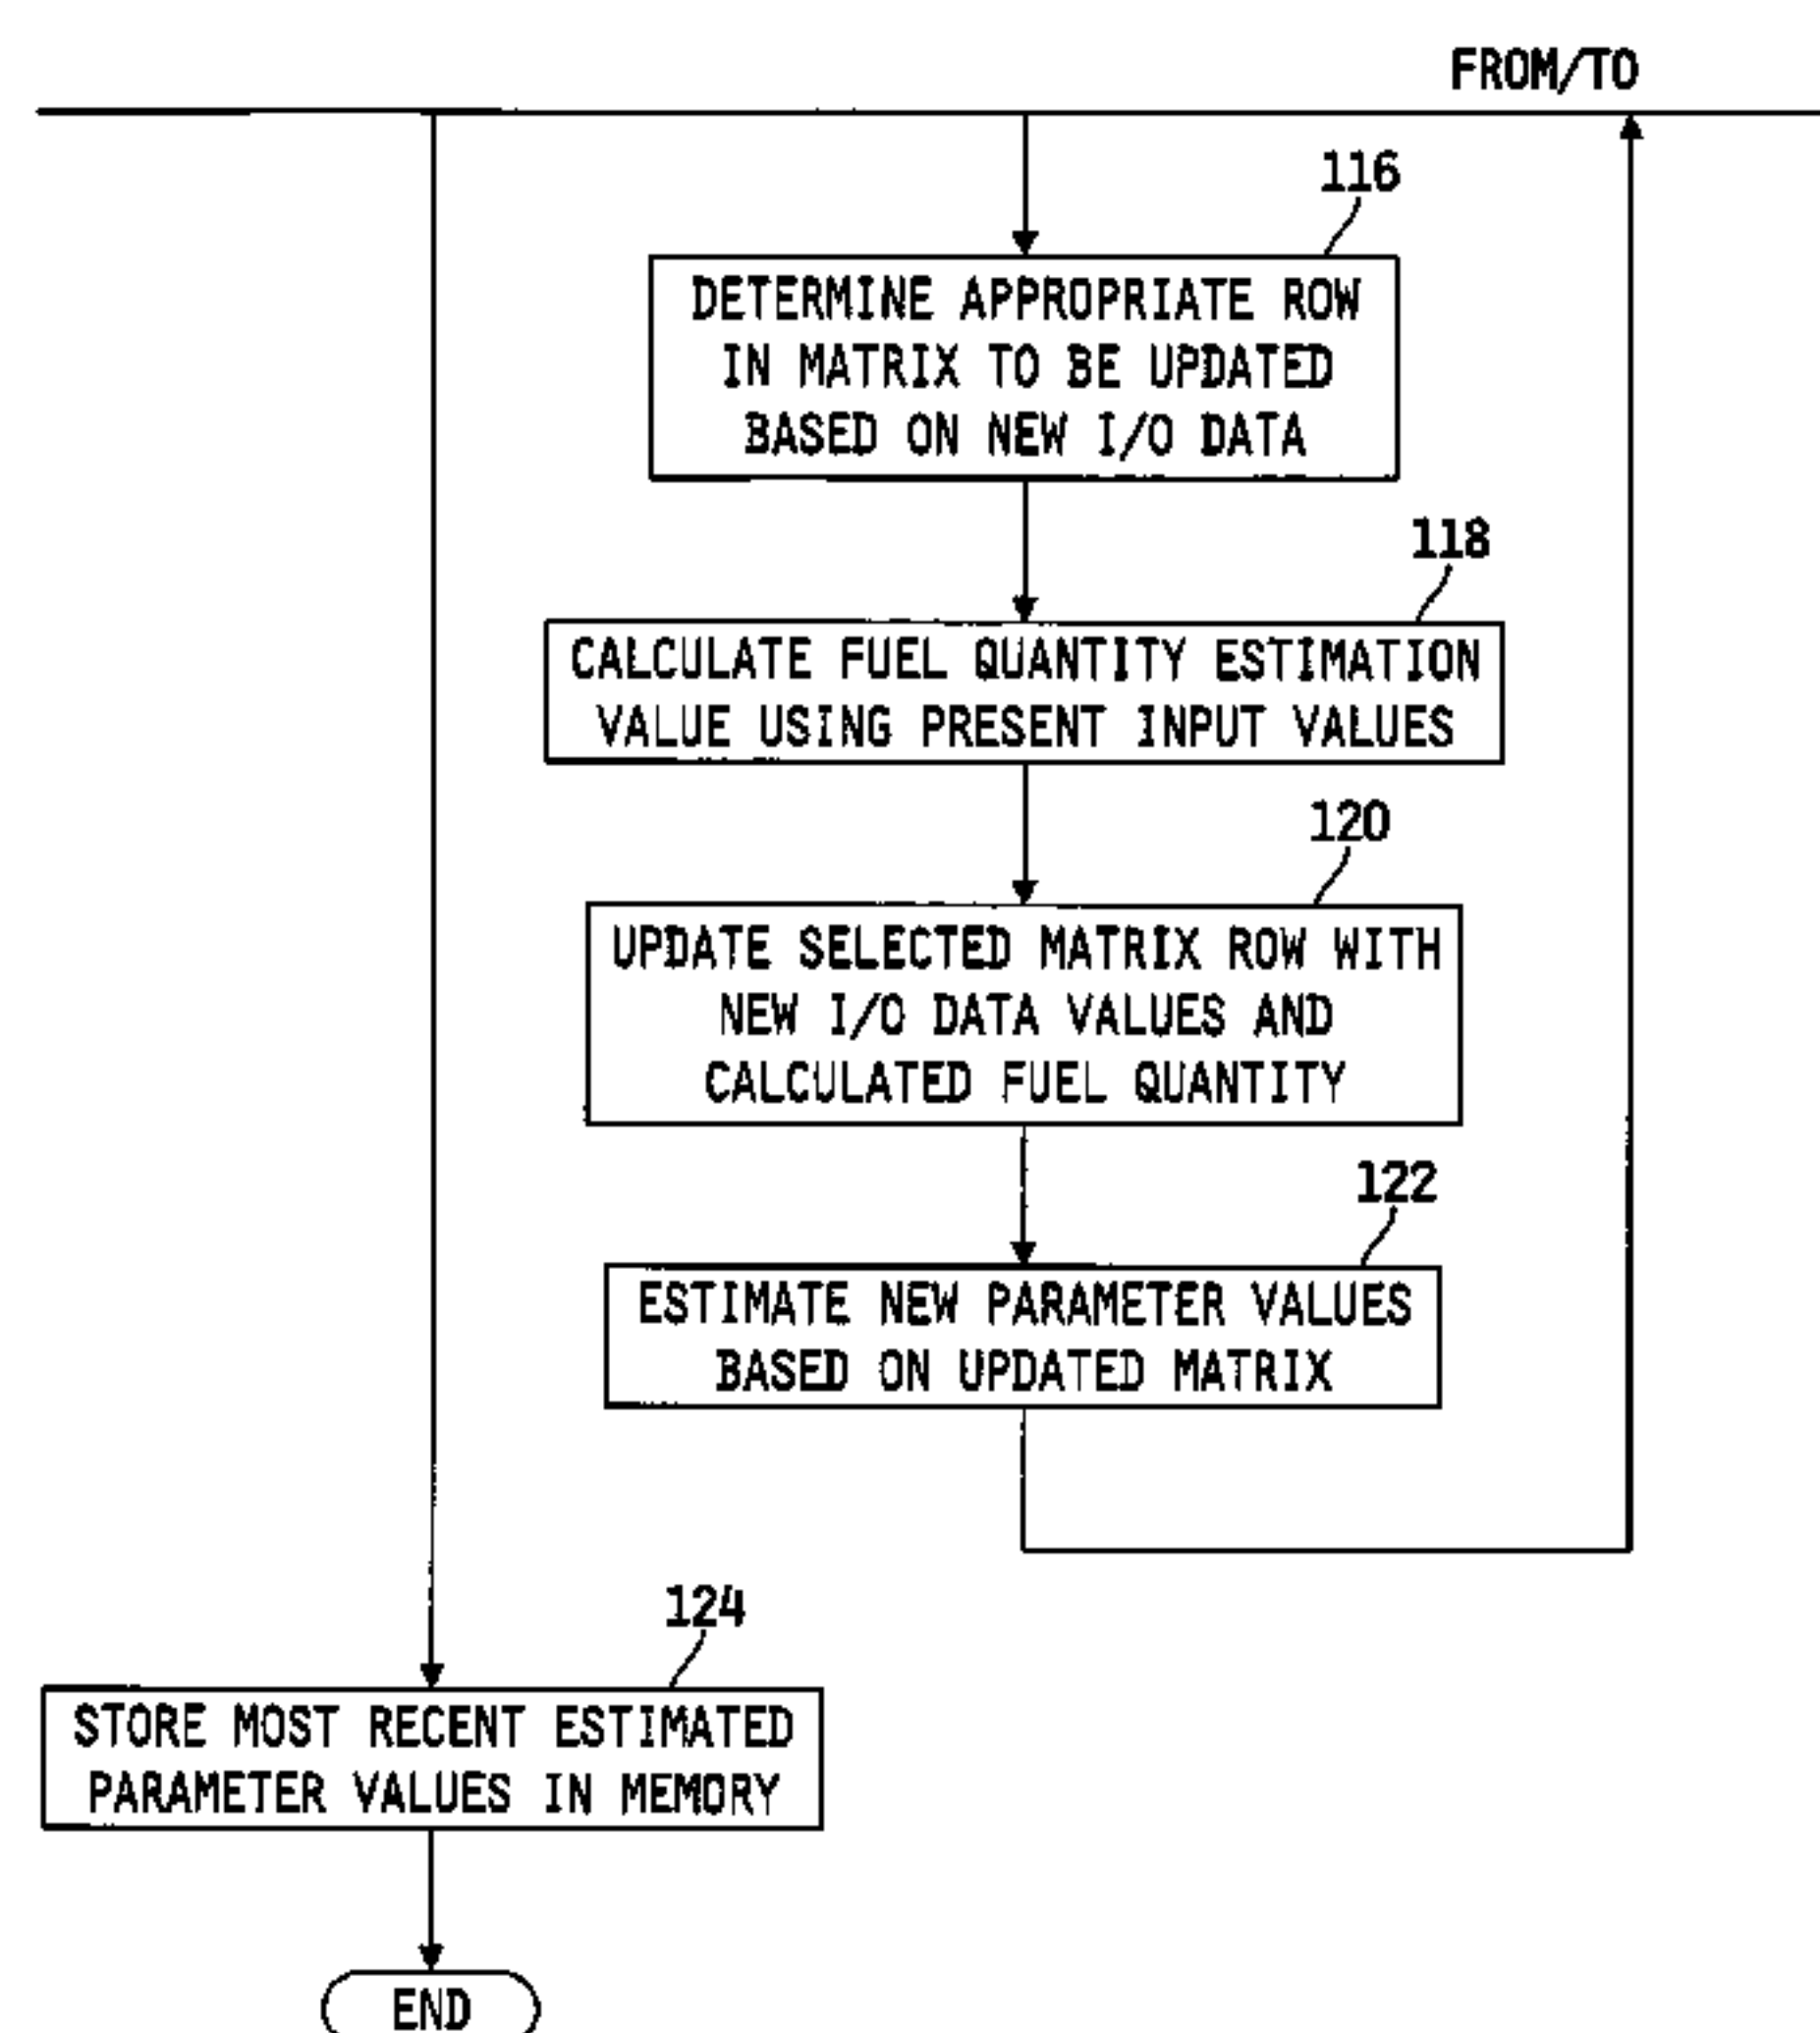 FROM/TO
116
DETERMINE APPROPRIATE ROW
IN MATRIX TO BE UPDATED
BASED ON NEW I/O DATA
118
CALCULATE FUEL QUANTITY ESTIMATION
VALUE USING PRESENT INPUT VALUES
120
UPDATE SELECTED MATRIX ROW WITH
NEW I/O DATA VALUES AND
CALCULATED FUEL QUANTITY
122
ESTIMATE NEW PARAMETER VALUES
BASED ON UPDATED MATRIX
124
STORE MOST RECENT ESTIMATED
PARAMETER VALUES IN MEMORY
END